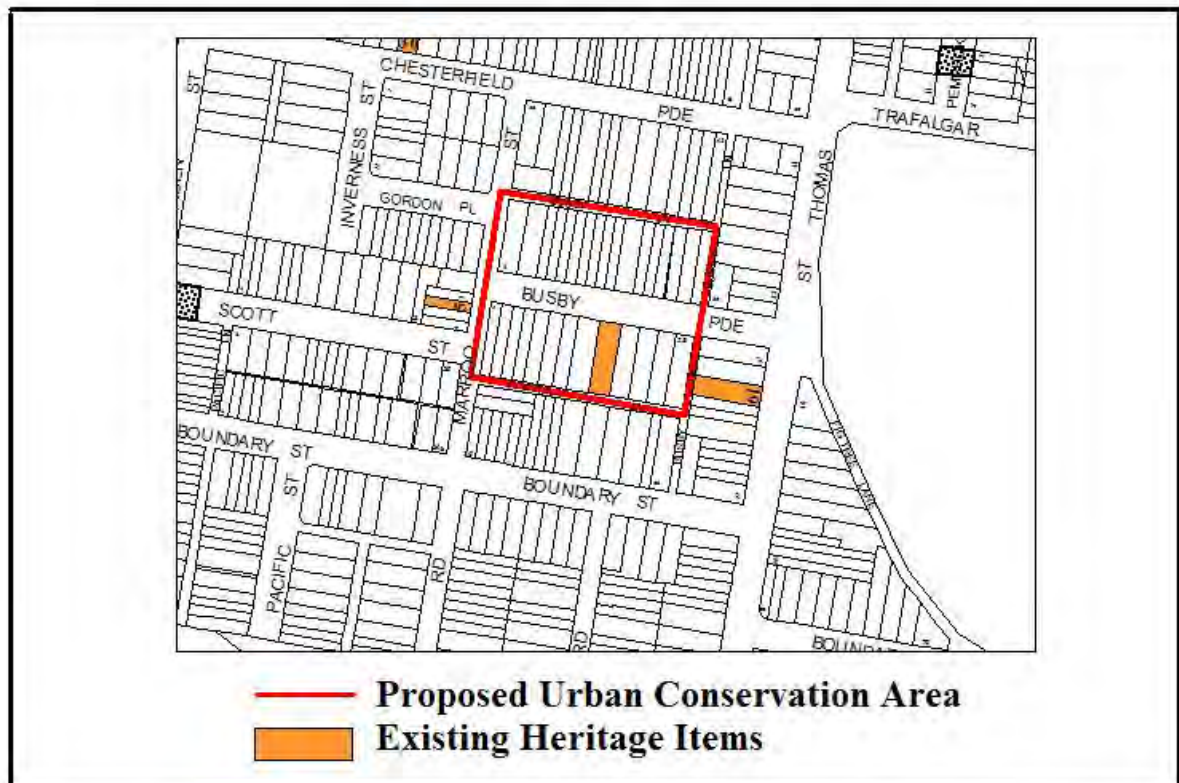 CHESTERFIELD
PDE
TRAFALGAR
ST
INVERNESS ST
ST
THOMAS
ST
GORDON PL
BUSBY
PDE
SCOTT
ST
BOUNDARY ST
BOUNDARY ST
PACIFIC
ST
RD
RD
Proposed Urban Conservation Area
Existing Heritage Items